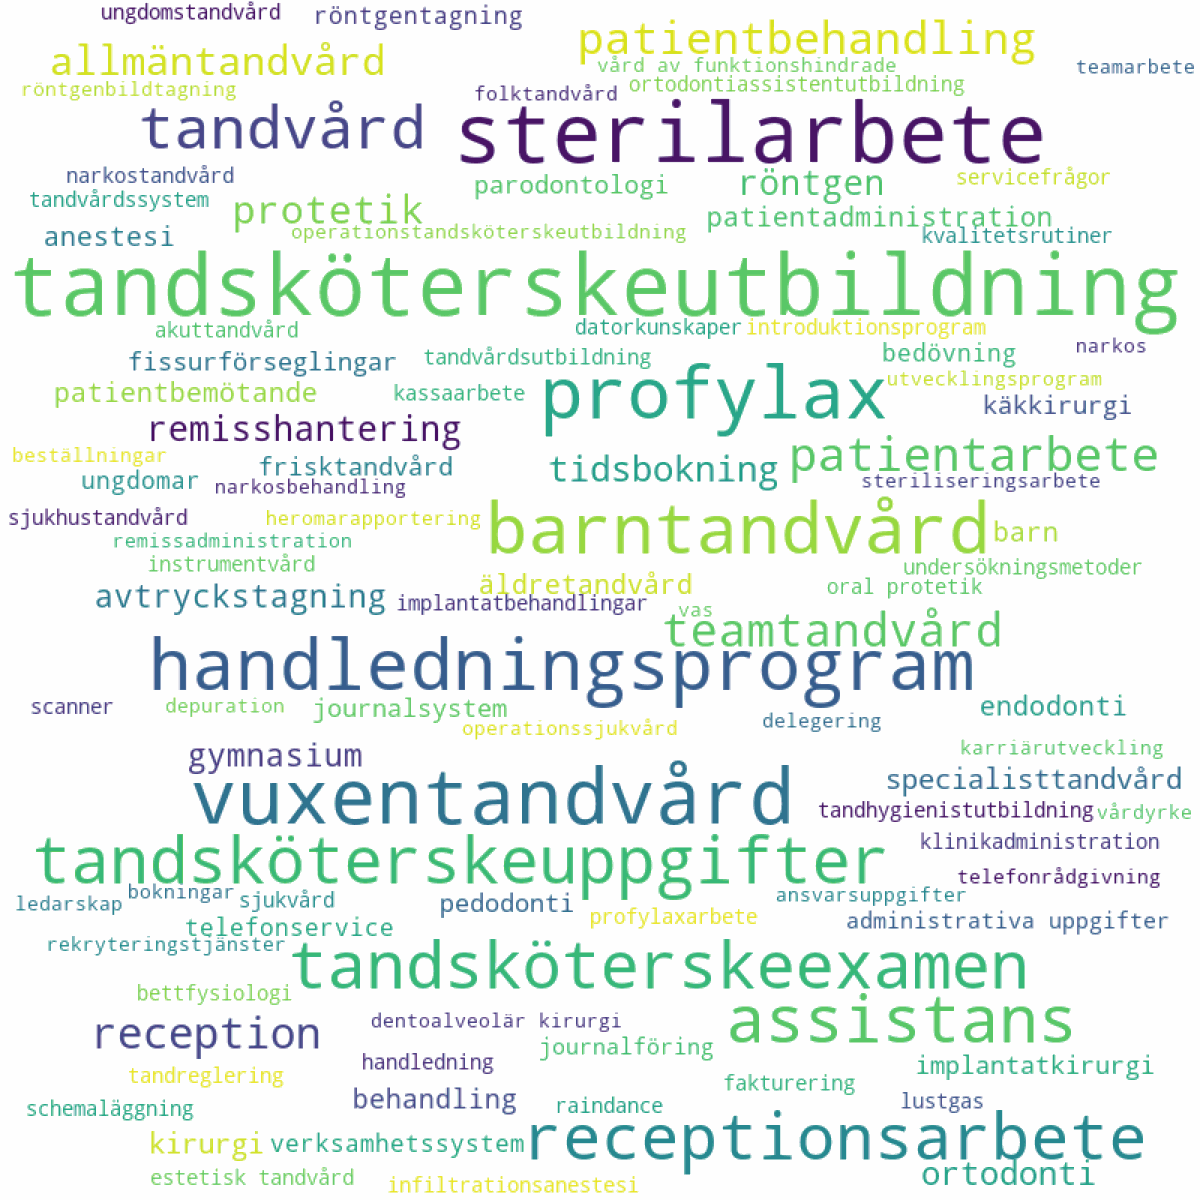 ungdomstandvård
röntgentagning
patientbehandling
allmäntandvård
vård av funktionshindrade
teamarbete
röntgenbildtagning
folktandvård
ortodontiassistentutbildning
tandvård
sterilarbete
narkostandvård
parodontologi
röntgen
servicefrågor
tandvårdssystem
protetik
patientadministration
anestesi
operationstandsköterskeutbildning
kvalitetsrutiner
tandsköterskeutbildning
akuttandvård
datorkunskaper
introduktionsprogram
fissurförseglingar
tandvårdsutbildning
bedövning
narkos
patientbemötande
kassaarbete
profylax
utvecklingsprogram
käkkirurgi
remisshantering
beställningar
frisktandvård
tidsbokning
patientarbete
ungdomar
narkosbehandling
steriliseringsarbete
sjukhustandvård
heromarapportering
barntandvård
barn
remissadministration
instrumentvård
äldretandvård
undersökningsmetoder
oral protetik
avtryckstagning
implantatbehandlingar
vas
teamtandvård
handledningsprogram
scanner
depuration
journalsystem
operationssjukvård
delegering
endodonti
gymnasium
karriärutveckling
vuxentandvård
specialisttandvård
tandhygienistutbildning
vårdyrke
tandsköterskeuppgifter
klinikadministration
telefonrådgivning
ledarskap
bokningar
sjukvård
pedodonti
ansvarsuppgifter
telefonservice
profylaxarbete
administrativa uppgifter
rekryteringstjänster
tandsköterskeexamen
bettfysiologi
reception
dentoalveolär kirurgi
assistans
handledning
journalföring
implantatkirurgi
tandreglering
fakturering
schemaläggning
behandling
raindance
lustgas
kirurgi
verksamhetssystem
receptionsarbete
estetisk tandvård
infiltrationsanestesi
ortodonti